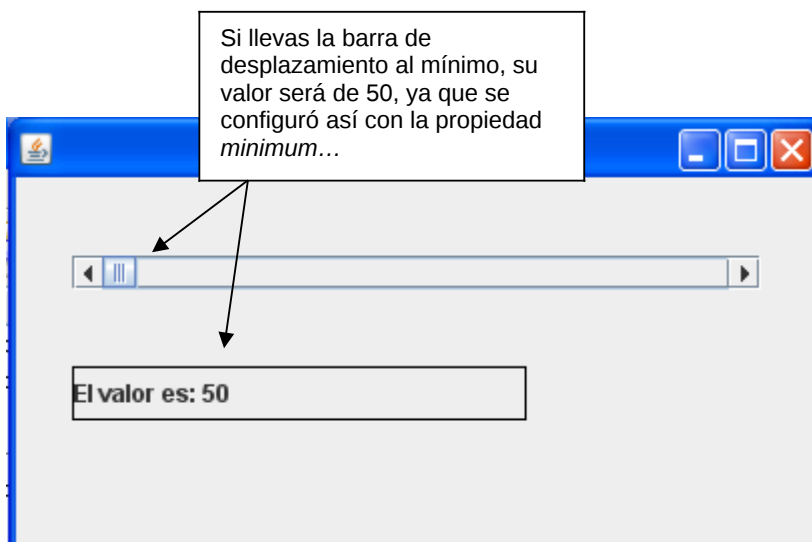 Si llevas la barra de
desplazamiento al mínimo, su
valor será de 50, ya que se
configuró así con la propiedad
minimum…
El valor es: 50